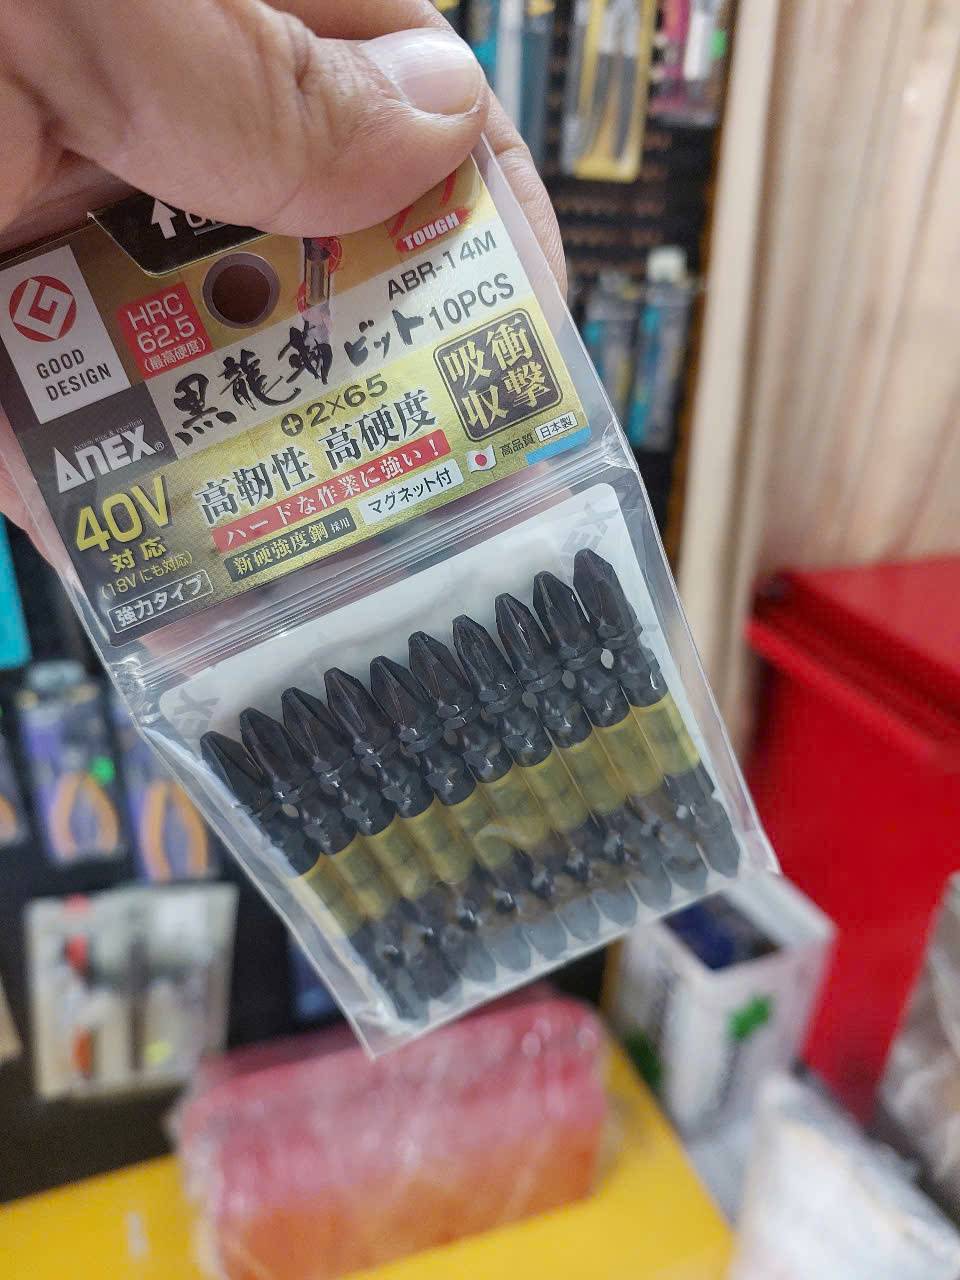 TOUGH
ABR-14M
GOOD
DESIGN
HRC
62.5
(最高硬度)
黒龍靭ビット 10PCS
+2×65
衝撃
吸収
ANEX®
40V
対応
(18Vにも対応)
強力タイプ
高靭性 高硬度
ハードな作業に強い!
新硬強度鋼 採用
マグネット付
高品質 日本製